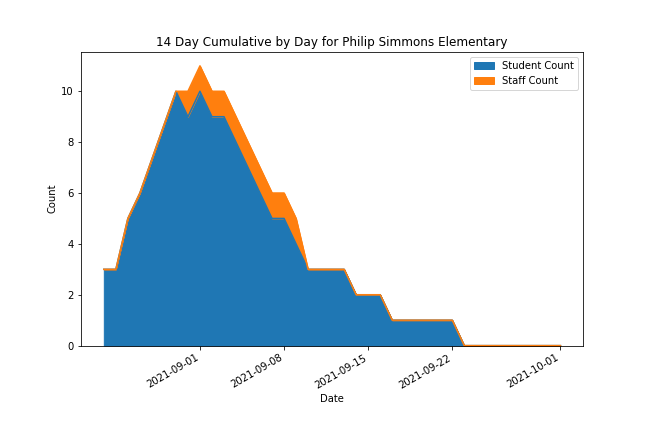 14 Day Cumulative by Day for Philip Simmons Elementary
Student Count
Staff Count
Count
10
8
6
4
2
0
2021-09-01
2021-09-08
2021-09-15
2021-09-22
2021-10-01
Date